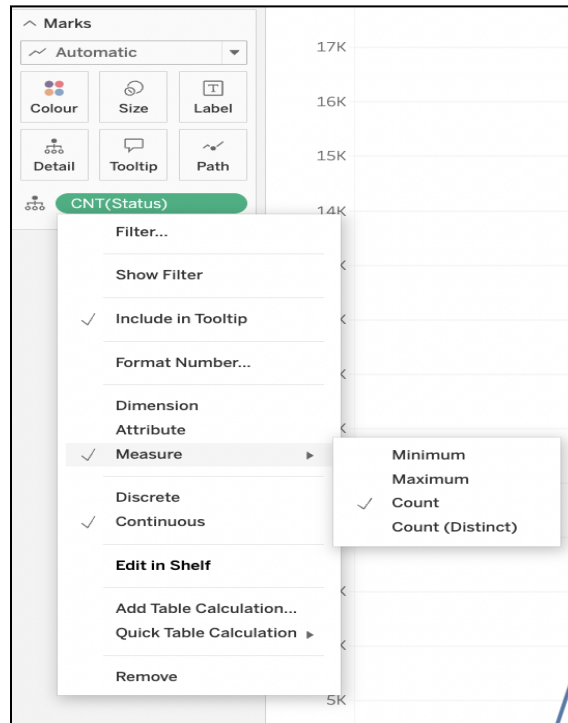 Marks
Automatic
Colour Size Label
Detail Tooltip Path
CNT(Status)
Filter...
Show Filter
Include in Tooltip
Format Number...
Dimension
Attribute
Measure
Discrete
Continuous
Edit in Shelf
Add Table Calculation...
Quick Table Calculation
Remove
Minimum
Maximum
Count
Count (Distinct)
17K
16K
15K
14K
K
K
K
K
K
K
5K